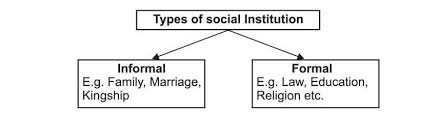 Types of social Institution
Informal
E.g. Family, Marriage,
Kingship
Formal
E.g. Law, Education,
Religion etc.